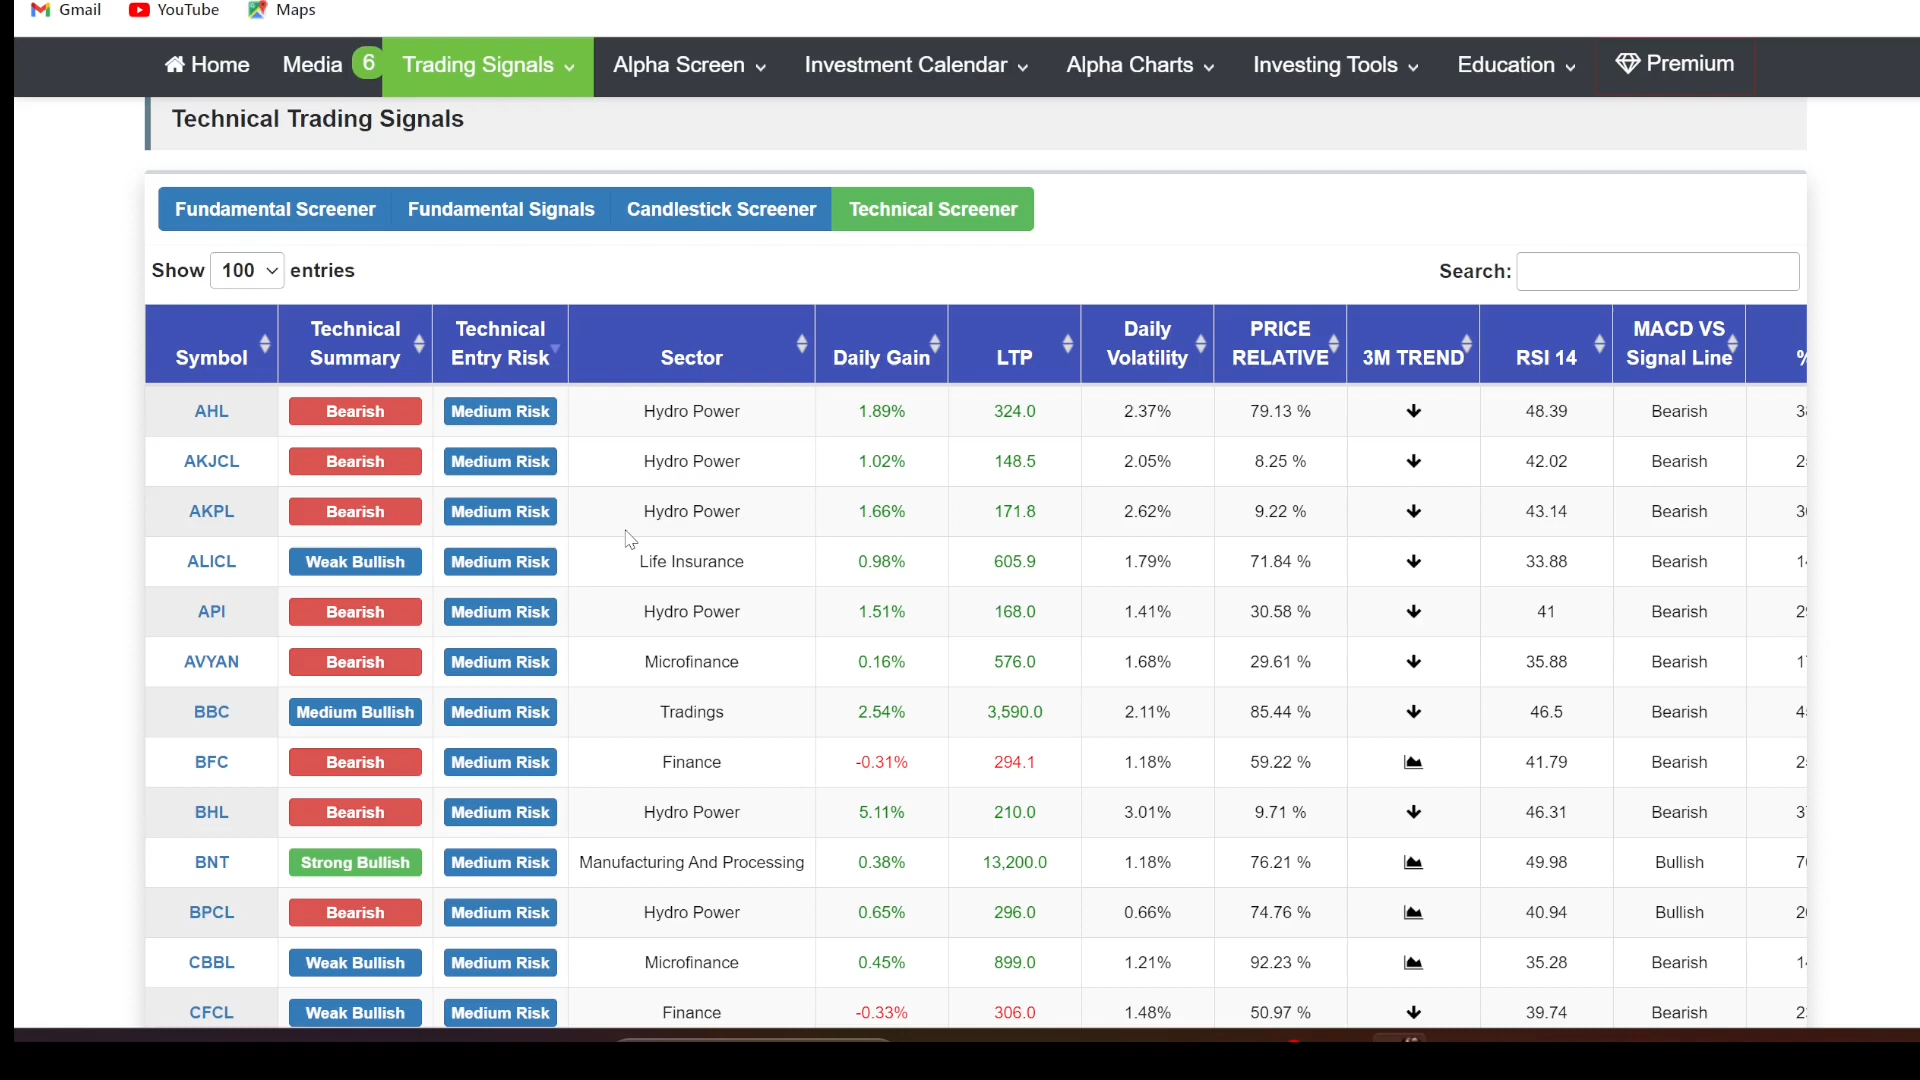 Gmail YouTube Maps
Home Media 6 Trading Signals Alpha Screen Investment Calendar Alpha Charts Investing Tools Education Premium
Technical Trading Signals
Fundamental Screener Fundamental Signals Candlestick Screener Technical Screener
Show 100 entries Search:
Symbol Technical Summary Technical Entry Risk Sector Daily Gain LTP Daily Volatility PRICE RELATIVE 3M TREND RSI 14 MACD VS Signal Line %
AHL Bearish Medium Risk Hydro Power 1.89% 324.0 2.37% 79.13 % 48.39 Bearish
AKJCL Bearish Medium Risk Hydro Power 1.02% 148.5 2.05% 8.25 % 42.02 Bearish
AKPL Bearish Medium Risk Hydro Power 1.66% 171.8 2.62% 9.22 % 43.14 Bearish
ALICL Weak Bullish Medium Risk Life Insurance 0.98% 605.9 1.79% 71.84 % 33.88 Bearish
API Bearish Medium Risk Hydro Power 1.51% 168.0 1.41% 30.58 % 41 Bearish
AVYAN Bearish Medium Risk Microfinance 0.16% 576.0 1.68% 29.61 % 35.88 Bearish
BBC Medium Bullish Medium Risk Tradings 2.54% 3,590.0 2.11% 85.44 % 46.5 Bearish
BFC Bearish Medium Risk Finance -0.31% 294.1 1.18% 59.22 % 41.79 Bearish
BHL Bearish Medium Risk Hydro Power 5.11% 210.0 3.01% 9.71 % 46.31 Bearish
BNT Strong Bullish Medium Risk Manufacturing And Processing 0.38% 13,200.0 1.18% 76.21 % 49.98 Bullish
BPCL Bearish Medium Risk Hydro Power 0.65% 296.0 0.66% 74.76 % 40.94 Bullish
CBBL Weak Bullish Medium Risk Microfinance 0.45% 899.0 1.21% 92.23 % 35.28 Bearish
CFCL Weak Bullish Medium Risk Finance -0.33% 306.0 1.48% 50.97 % 39.74 Bearish